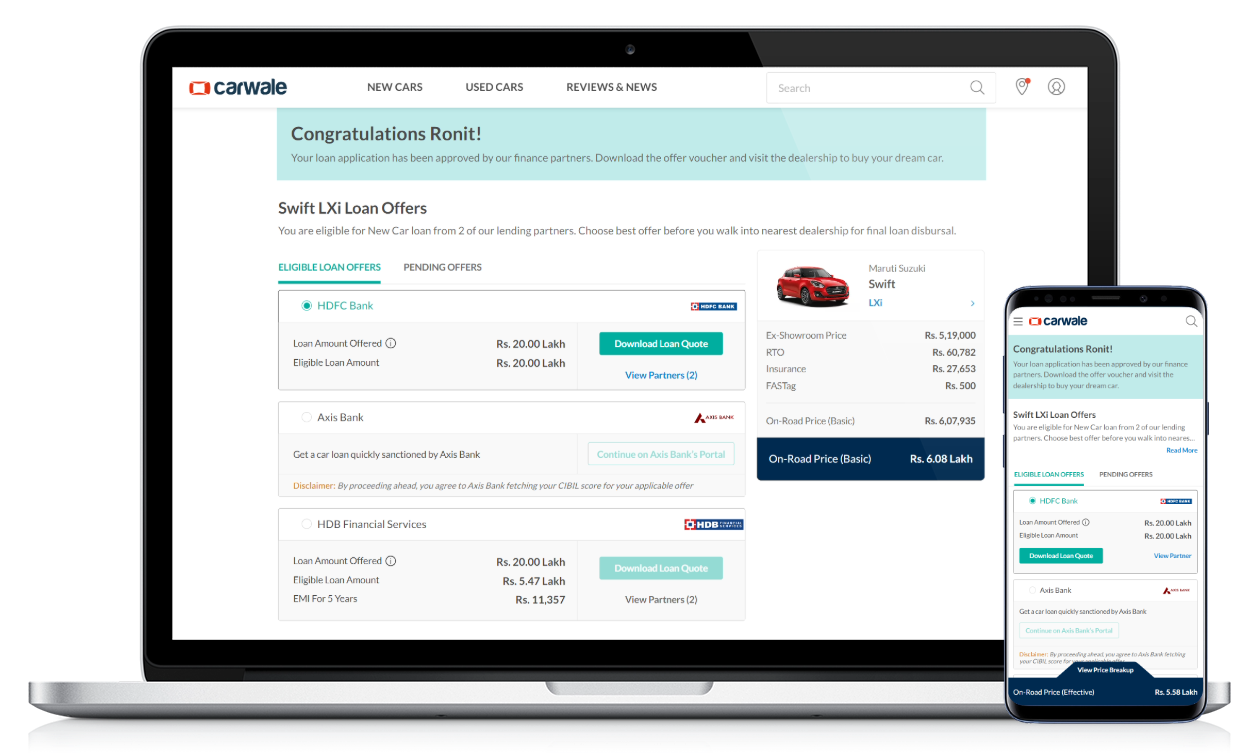 carwale
NEW CARS
USED CARS
REVIEWS & NEWS
Search
Congratulations Ronit!
Your loan application has been approved by our finance partners. Download the offer voucher and visit the dealership to buy your dream car.
Swift LXi Loan Offers
You are eligible for New Car loan from 2 of our lending partners. Choose best offer before you walk into nearest dealership for final loan disbursal.
ELIGIBLE LOAN OFFERS
PENDING OFFERS
HDFC Bank
HDFC BANK
Loan Amount Offered
Rs. 20.00 Lakh
Eligible Loan Amount
Rs. 20.00 Lakh
Download Loan Quote
View Partners (2)
Axis Bank
AXIS BANK
Get a car loan quickly sanctioned by Axis Bank
Continue on Axis Bank's Portal
Disclaimer: By proceeding ahead, you agree to Axis Bank fetching your CIBIL score for your applicable offer
HDB Financial Services
HDB FINANCIAL SERVICES
Loan Amount Offered
Rs. 20.00 Lakh
Eligible Loan Amount
Rs. 5.47 Lakh
EMI For 5 Years
Rs. 11,357
Download Loan Quote
View Partners (2)
Maruti Suzuki
Swift
LXi
Ex-Showroom Price
Rs. 5,19,000
RTO
Rs. 60,782
Insurance
Rs. 27,653
FASTag
Rs. 500
On-Road Price (Basic)
Rs. 6,07,935
On-Road Price (Basic)
Rs. 6.08 Lakh
carwale
Congratulations Ronit!
Your loan application has been approved by our finance
partners. Download the offer voucher and visit the
dealership to buy your dream car.
Swift LXi Loan Offers
You are eligible for New Car loan from 2 of our lending
partners. Choose best offer before you walk into neares...
Read More
ELIGIBLE LOAN OFFERS
PENDING OFFERS
HDFC Bank
HDFC BANK
Loan Amount Offered
Rs. 20.00 Lakh
Eligible Loan Amount
Rs. 20.00 Lakh
Download Loan Quote
View Partner
Axis Bank
AXIS BANK
Get a car loan quickly sanctioned by Axis Bank
Continue on Axis Bank's Portal
Disclaimer: By proceeding ahead, you agree to Axis Bank fetching
your CIBIL score for
View Price Breakup
On-Road Price (Effective)
Rs. 5.58 Lakh